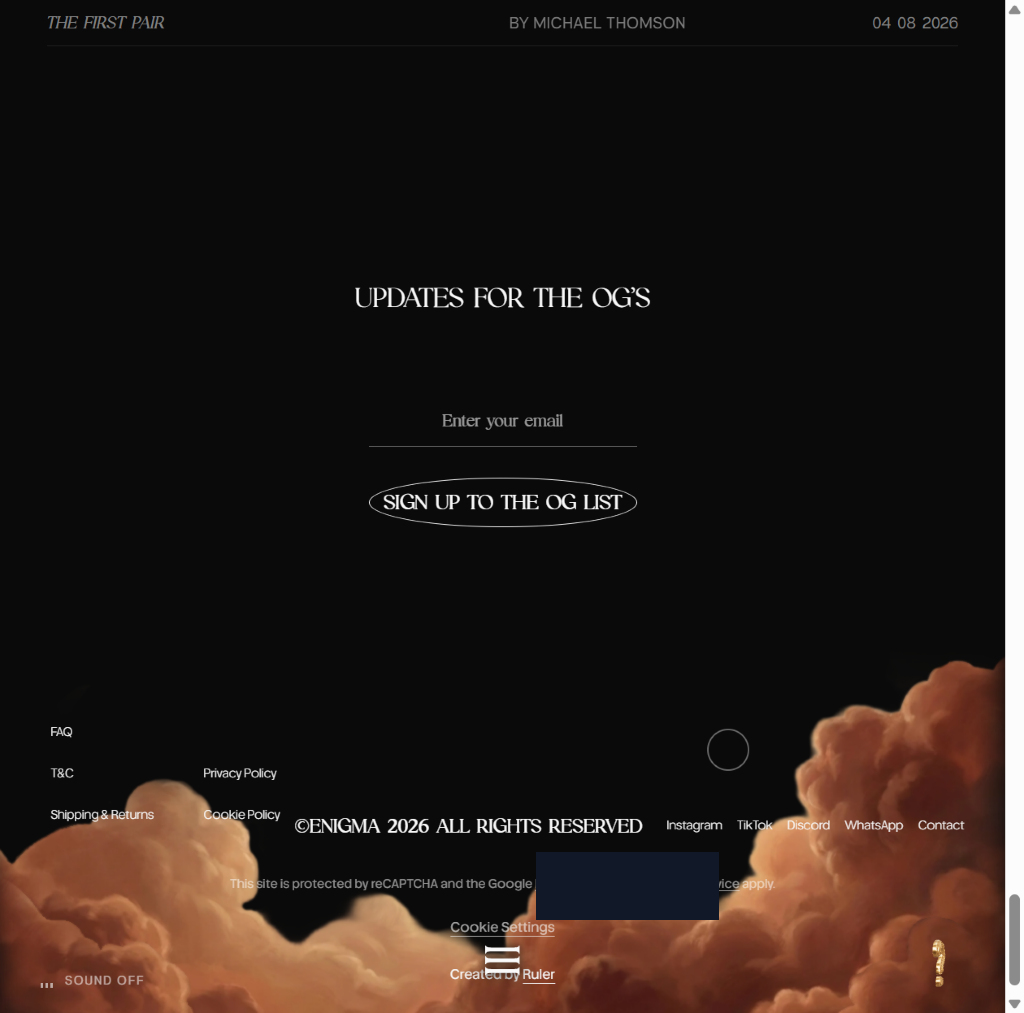 THE FIRST PAIR BY MICHAEL THOMSON 04 08 2026
UPDATES FOR THE OG'S
Enter your email
SIGN UP TO THE OG LIST
FAQ
T&C Privacy Policy
Shipping & Returns Cookie Policy
©ENIGMA 2026 ALL RIGHTS RESERVED Instagram TikTok Discord WhatsApp Contact
This site is protected by reCAPTCHA and the Google apply.
Cookie Settings
Created by Ruler
SOUND OFF